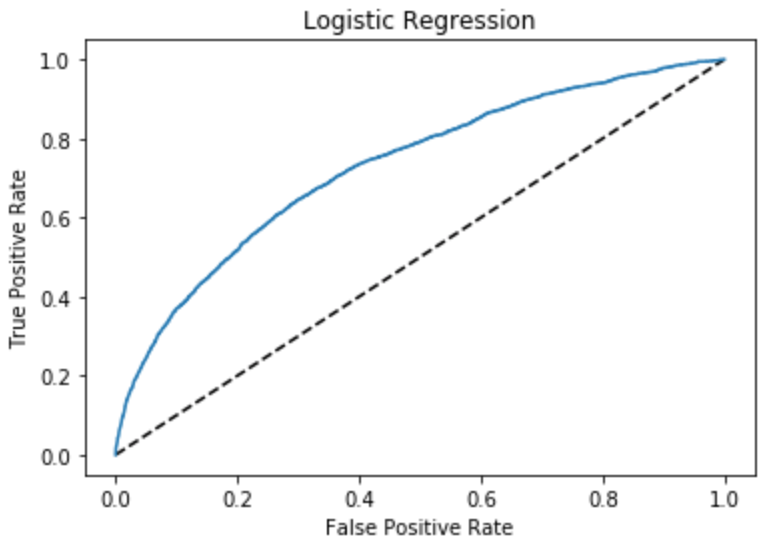 Logistic Regression
1.0
0.8
0.6
0.4
0.2
0.0
True Positive Rate
0.0 0.2 0.4 0.6 0.8 1.0
False Positive Rate